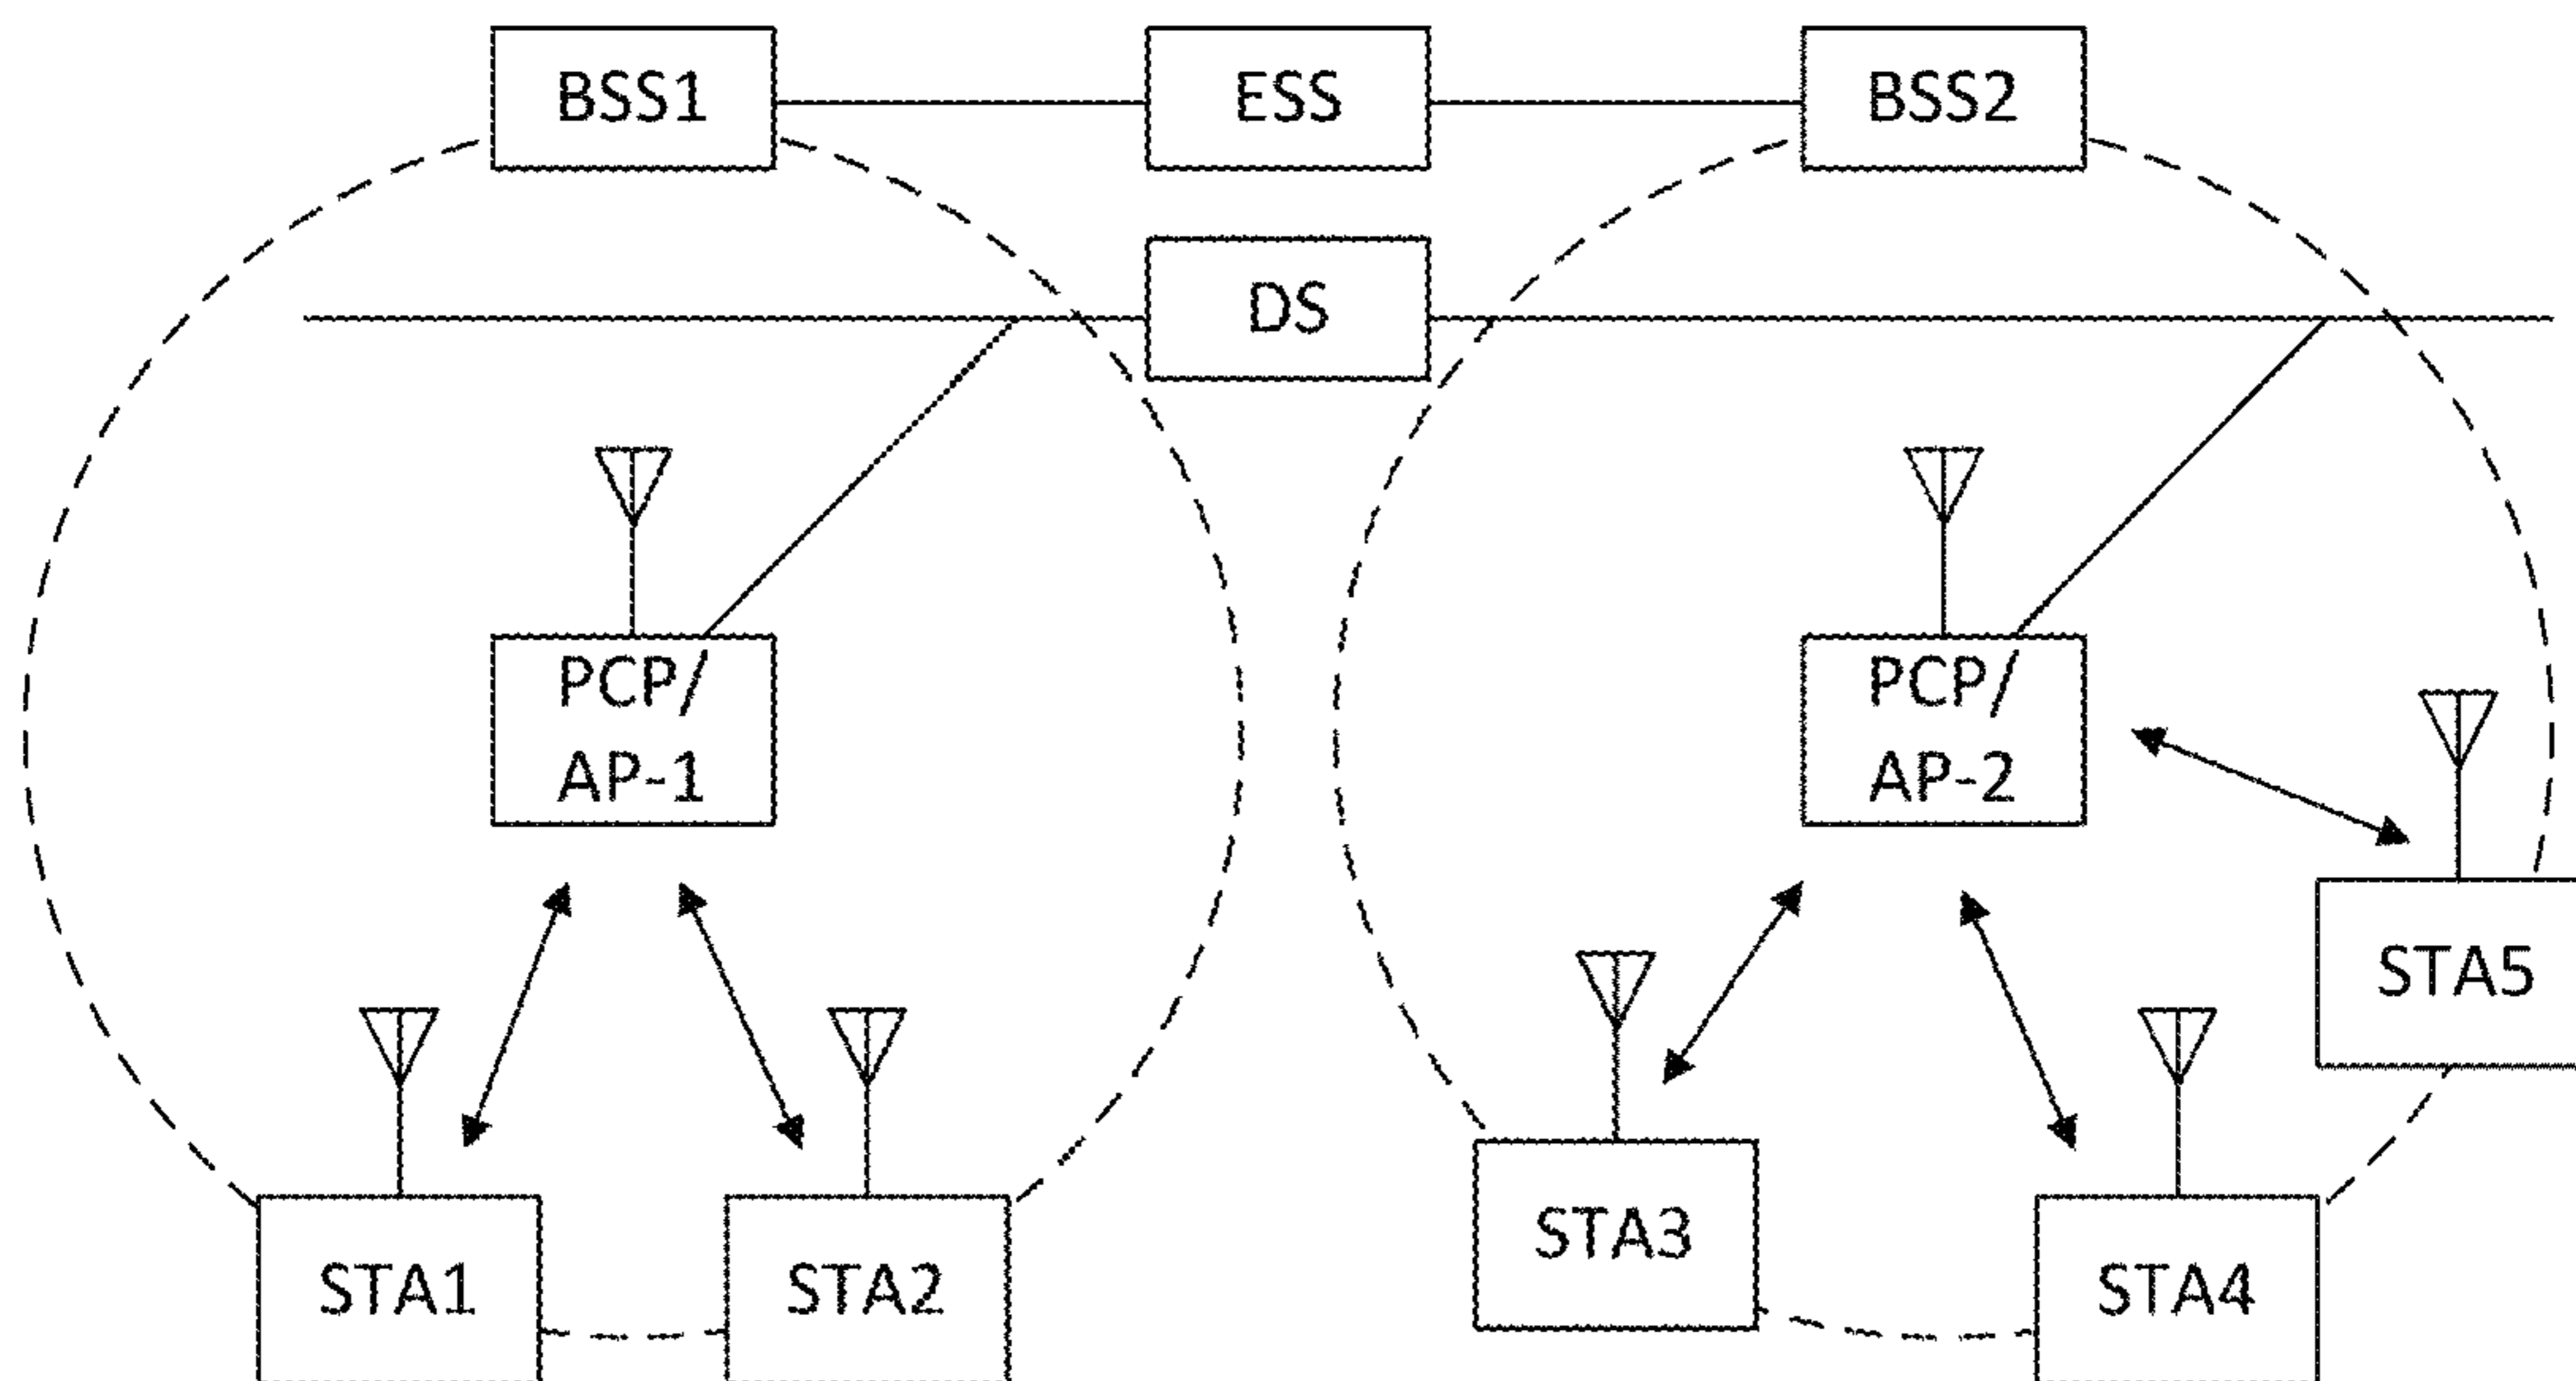 BSS1
ESS
BSS2
DS
PCP/
AP-1
PCP/
AP-2
STA5
STA3
STA1
STA2
STA4